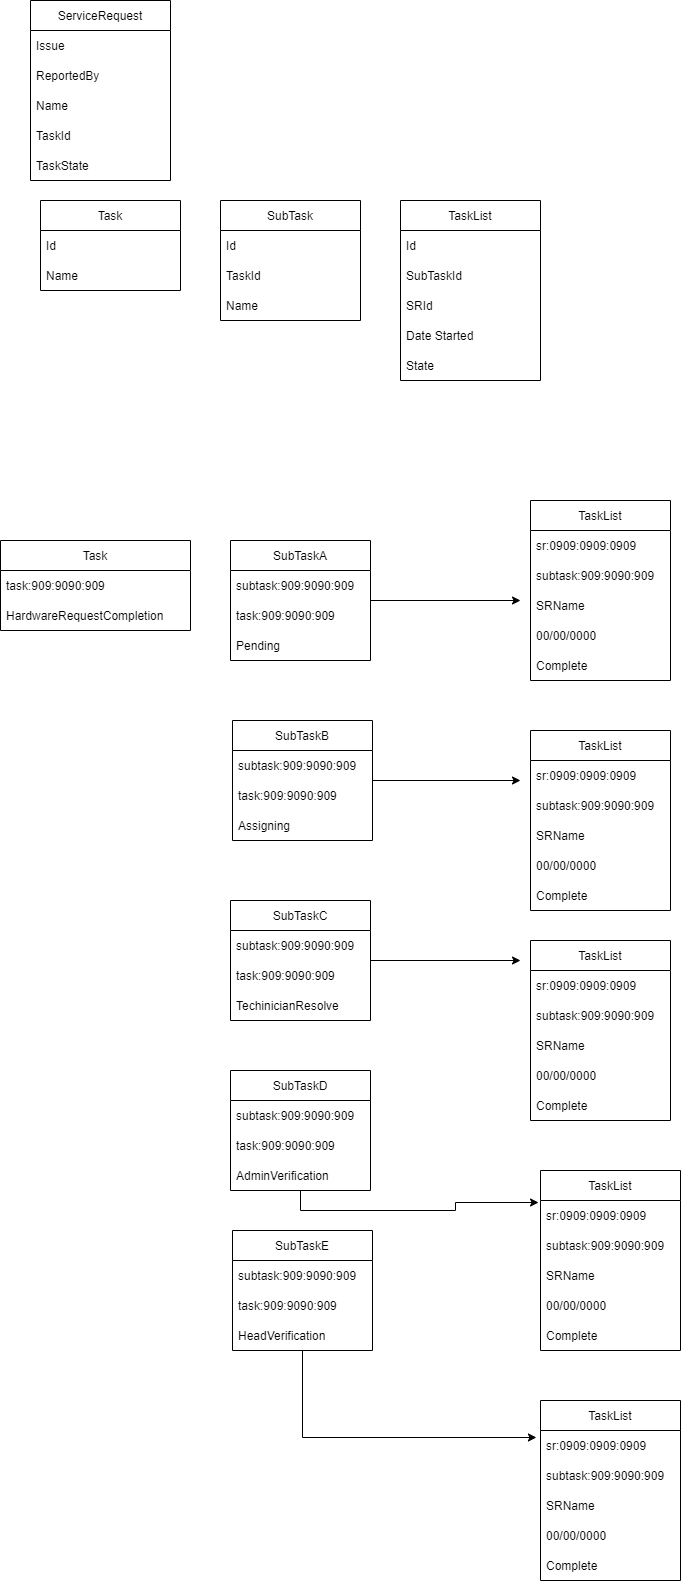 ServiceRequest
Issue
ReportedBy
Name
TaskId
TaskState
Task
Id
Name
SubTask
Id
TaskId
Name
TaskList
Id
SubTaskId
SRId
Date Started
State
Task
task:909:9090:909
HardwareRequestCompletion
SubTaskA
subtask:909:9090:909
task:909:9090:909
Pending
TaskList
sr:0909:0909:0909
subtask:909:9090:909
SRName
00/00/0000
Complete
SubTaskB
subtask:909:9090:909
task:909:9090:909
Assigning
TaskList
sr:0909:0909:0909
subtask:909:9090:909
SRName
00/00/0000
Complete
SubTaskC
subtask:909:9090:909
task:909:9090:909
TechinicianResolve
TaskList
sr:0909:0909:0909
subtask:909:9090:909
SRName
00/00/0000
Complete
SubTaskD
subtask:909:9090:909
task:909:9090:909
AdminVerification
TaskList
sr:0909:0909:0909
subtask:909:9090:909
SRName
00/00/0000
Complete
SubTaskE
subtask:909:9090:909
task:909:9090:909
HeadVerification
TaskList
sr:0909:0909:0909
subtask:909:9090:909
SRName
00/00/0000
Complete